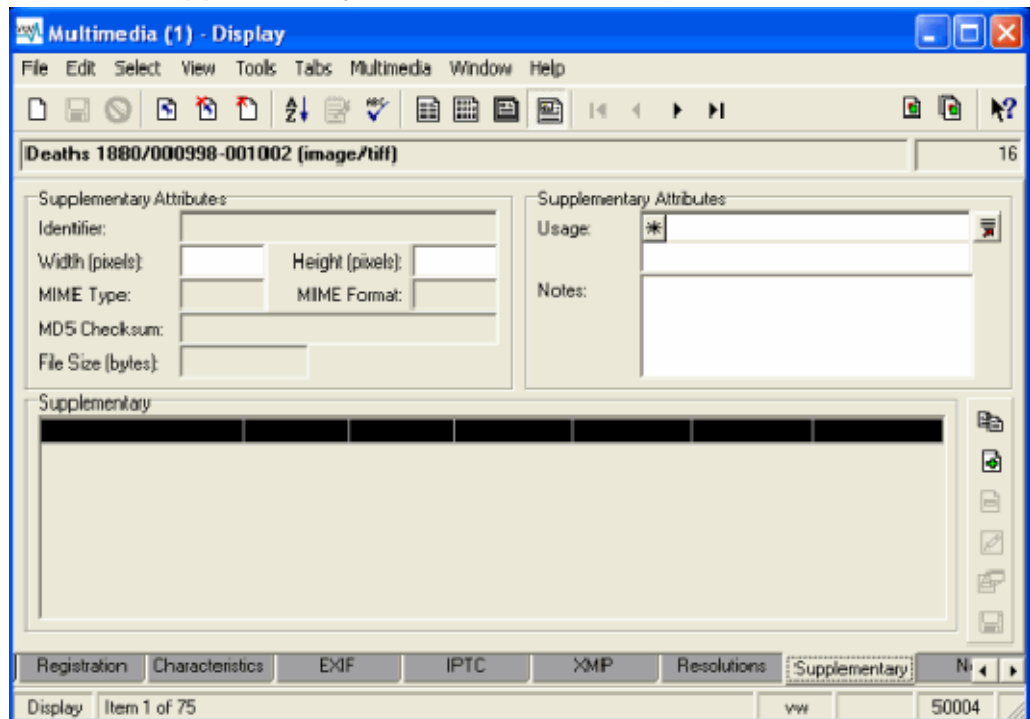 Multimedia (1) - Display
File Edit Select View Tools Tabs Multimedia Window Help
Deaths 1880/000998-001002 (image/tiff) 16
Supplementary Attributes
Identifier:
Width (pixels): Height (pixels):
MIME Type: MIME Format:
MD5 Checksum:
File Size (bytes):
Supplementary Attributes
Usage:
Notes:
Supplementary
Registration Characteristics EXIF IPTC XMP Resolutions Supplementary
Display Item 1 of 75 vw 50004